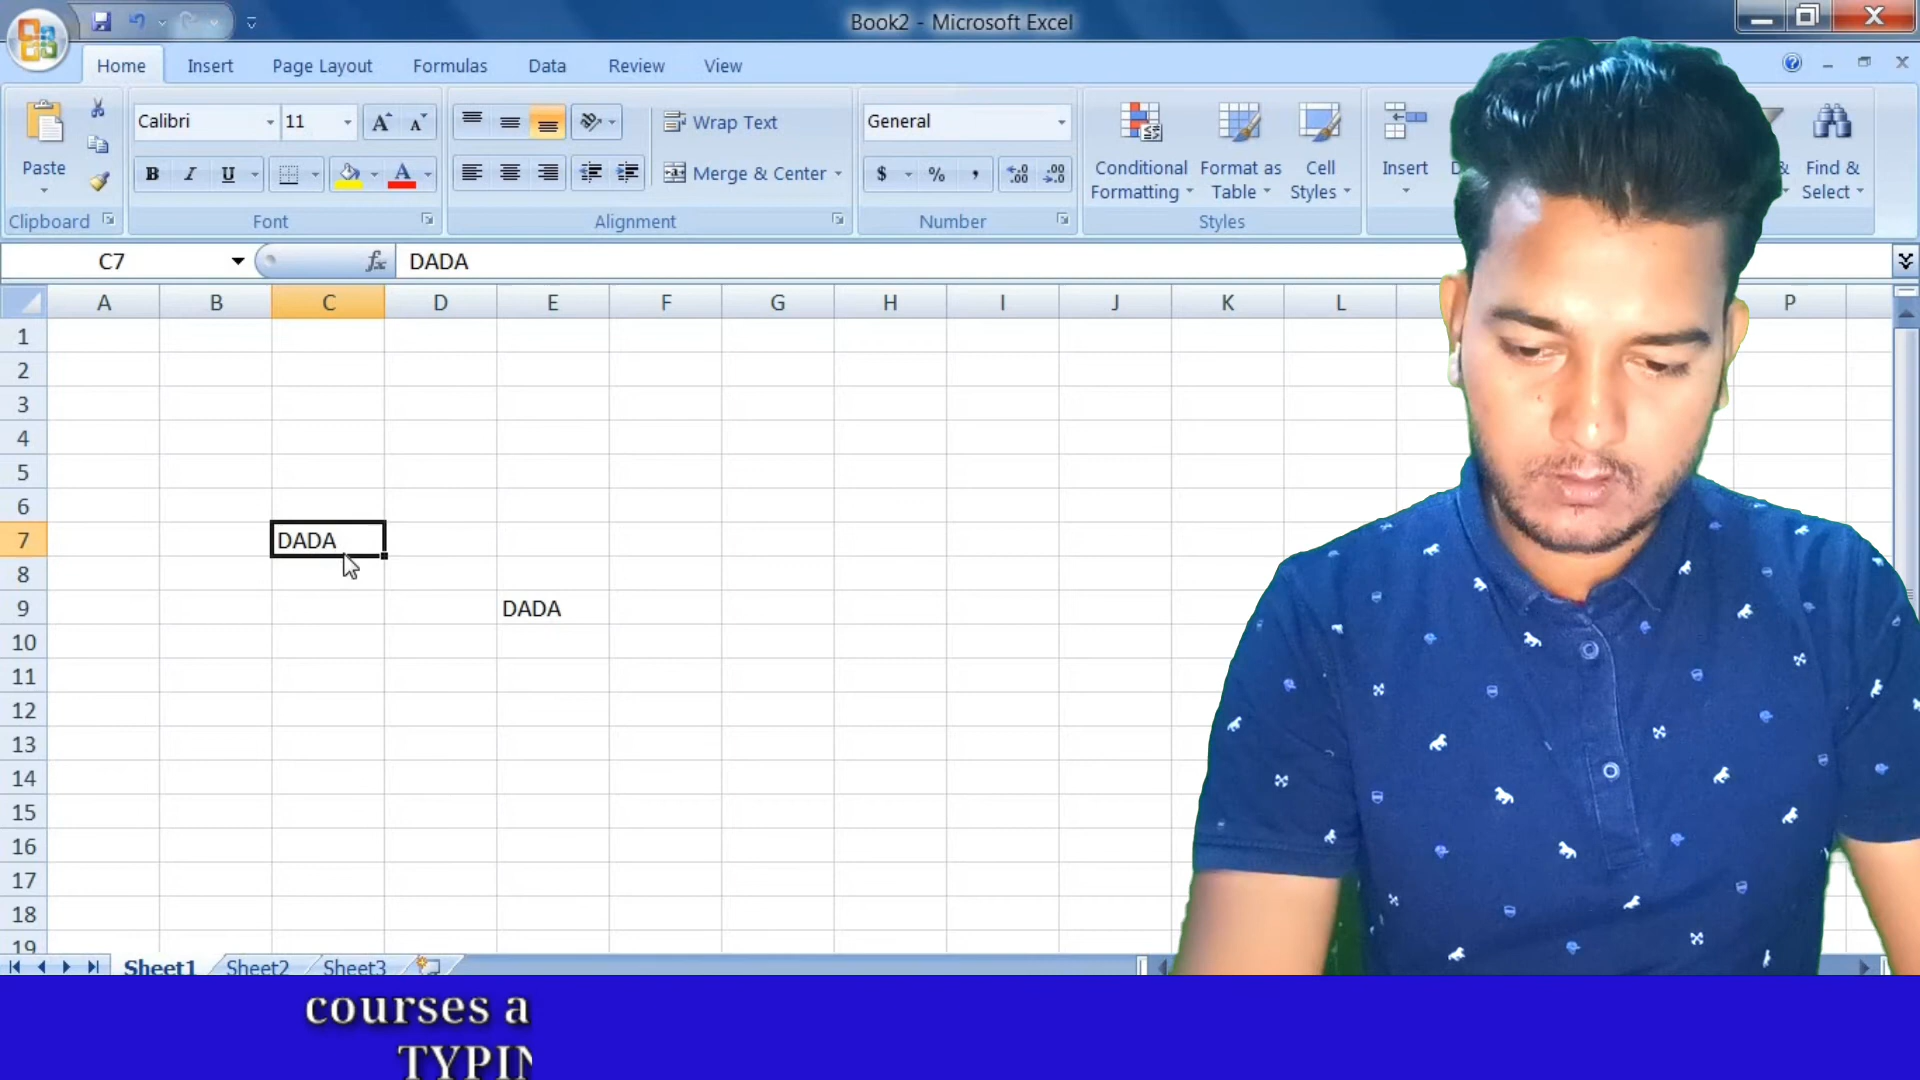 Book2 - Microsoft Excel
Home Insert Page Layout Formulas Data Review View
Paste
Calibri 11
Wrap Text
General
Conditional Formatting
Format as Table
Cell Styles
Insert
Find & Select
B I U
Merge & Center
$ % ,
Clipboard Font Alignment Number Styles
C7 fx DADA
A B C D E F G H I J K L P
1
2
3
4
5
6
7 DADA
8
9 DADA
10
11
12
13
14
15
16
17
18
19
Sheet1 Sheet2 Sheet3
courses a
TYPIN